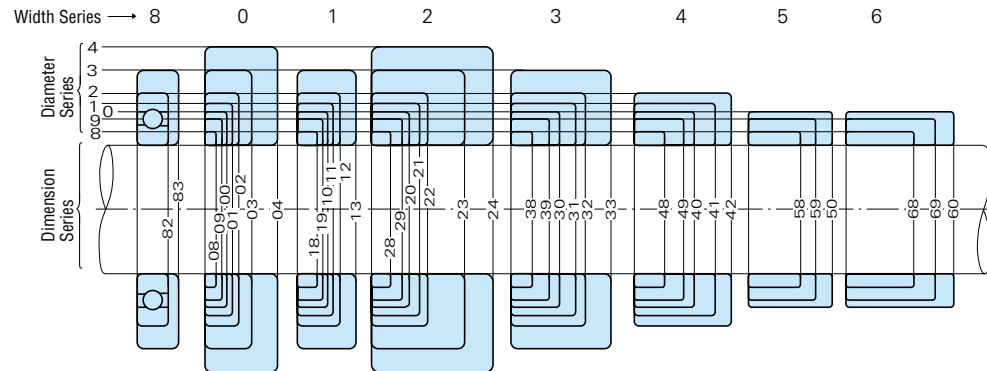 Width Series → 8 0 1 2 3 4 5 6
Diameter Series
4
3
2
1
0
9
8
Dimension Series
82 83
08 09 00 01 02 03 04
18 19 10 11 12 13
28 29 20 21 22 23 24
38 39 30 31 32 33
48 49 40 41 42
58 59 50
68 69 60